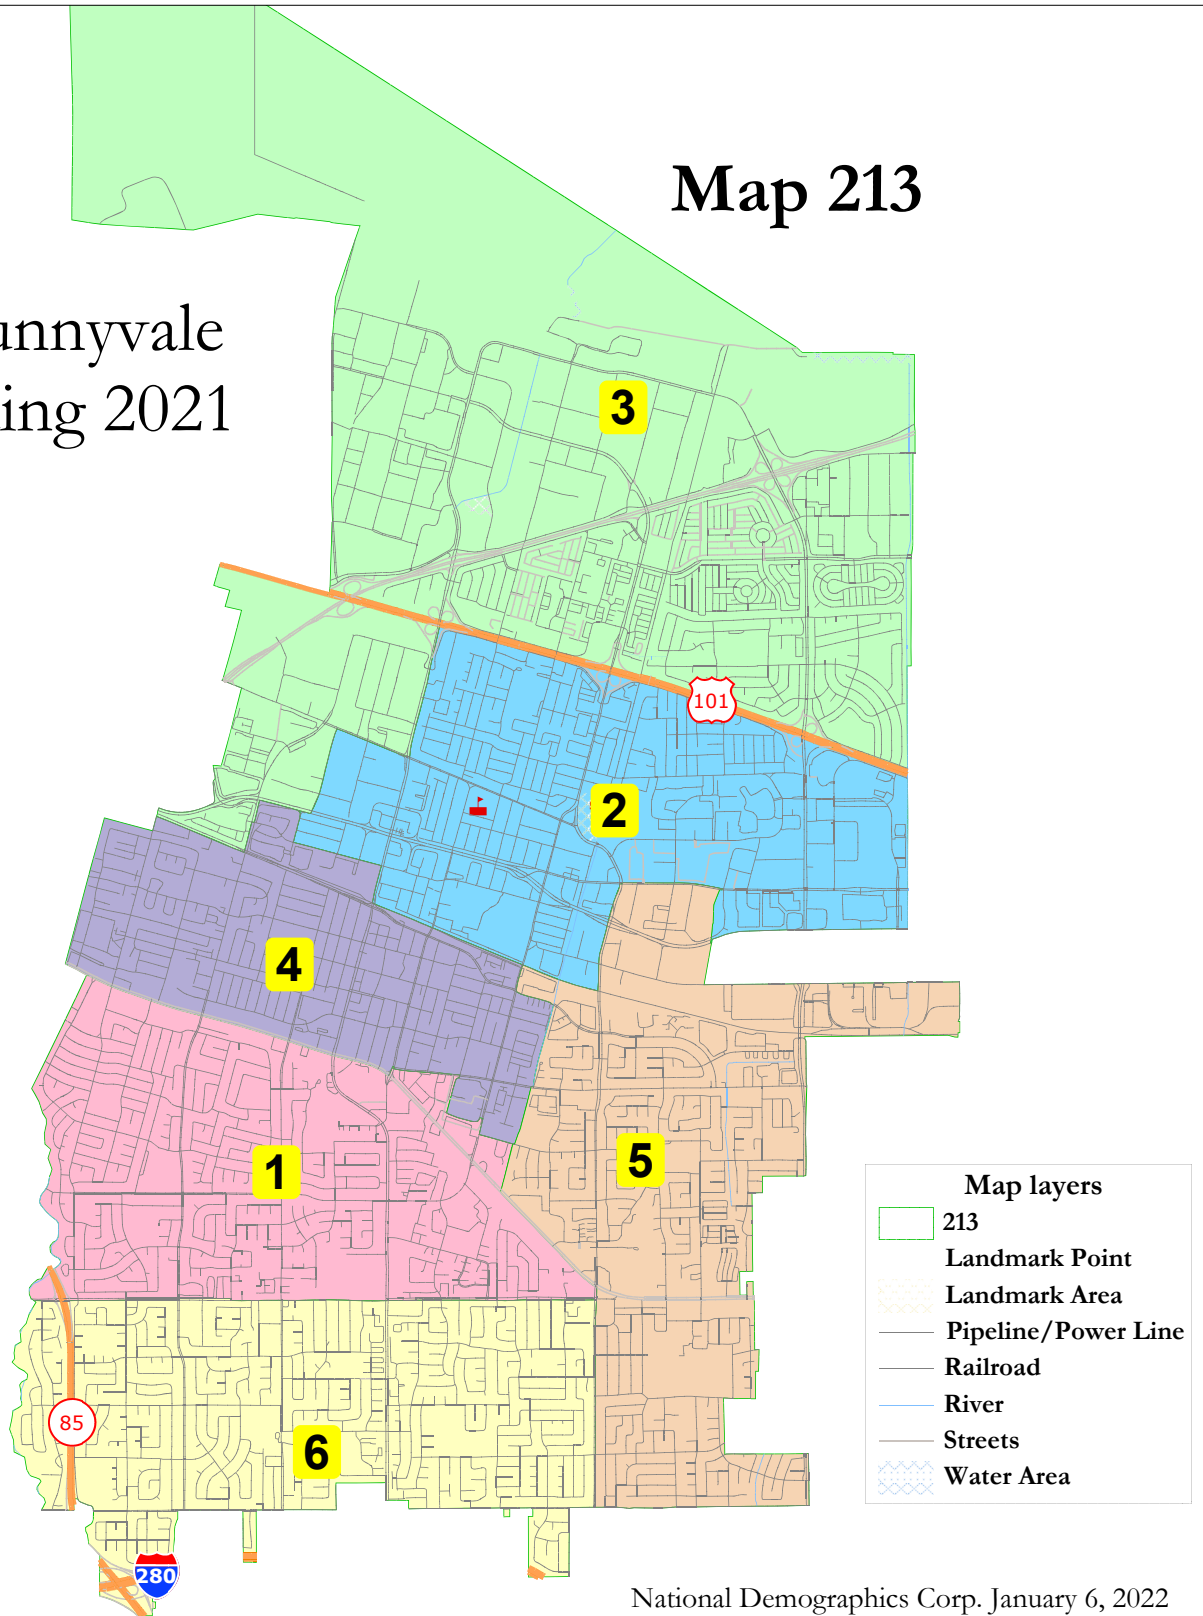 Map 213
unnyvale
ing 2021
3
101
2
4
1
5
Map layers
213
Landmark Point
Landmark Area
Pipeline/Power Line
Railroad
River
Streets
Water Area
85
6
280
National Demographics Corp. January 6, 2022